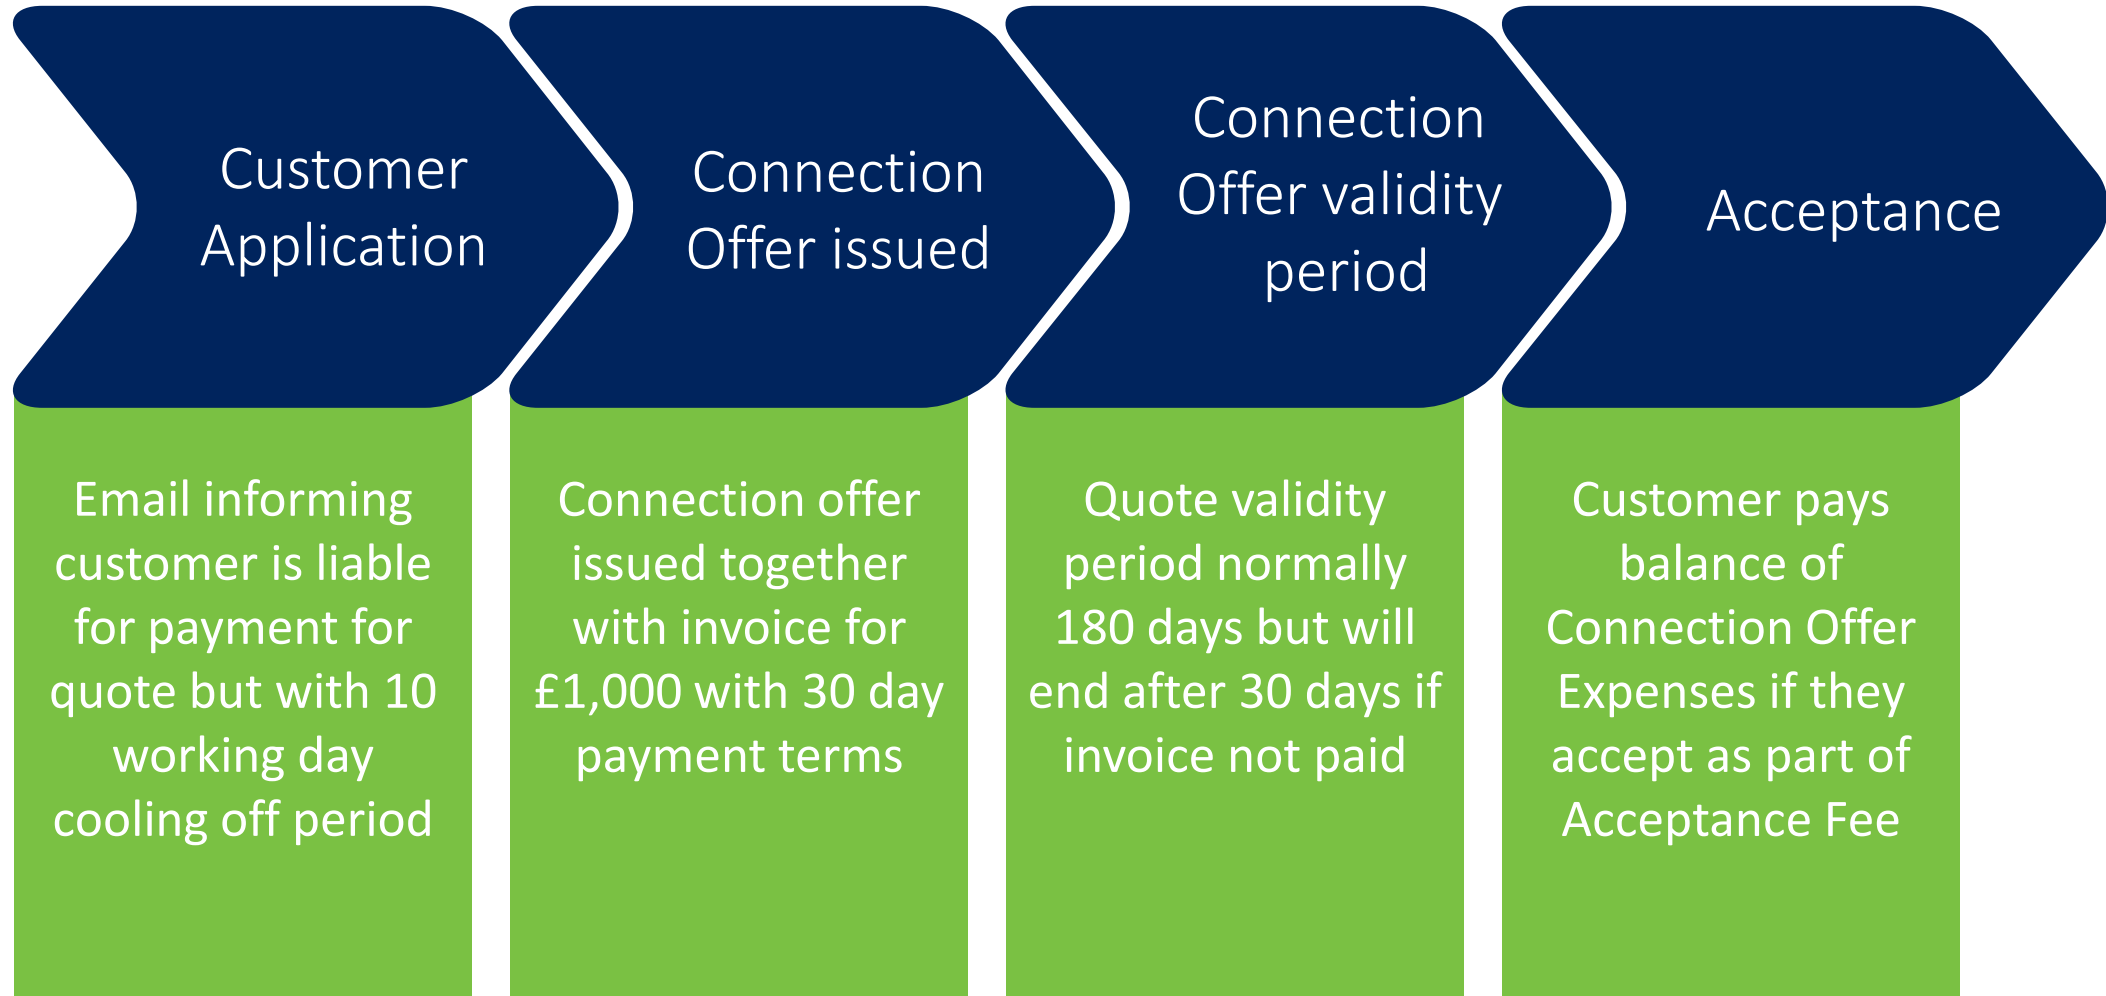 Customer
Application
Connection
Offer issued
Connection
Offer validity
period
Acceptance
Email informing
customer is liable
for payment for
quote but with 10
working day
cooling off period
Connection offer
issued together
with invoice for
£1,000 with 30 day
payment terms
Quote validity
period normally
180 days but will
end after 30 days if
invoice not paid
Customer pays
balance of
Connection Offer
Expenses if they
accept as part of
Acceptance Fee